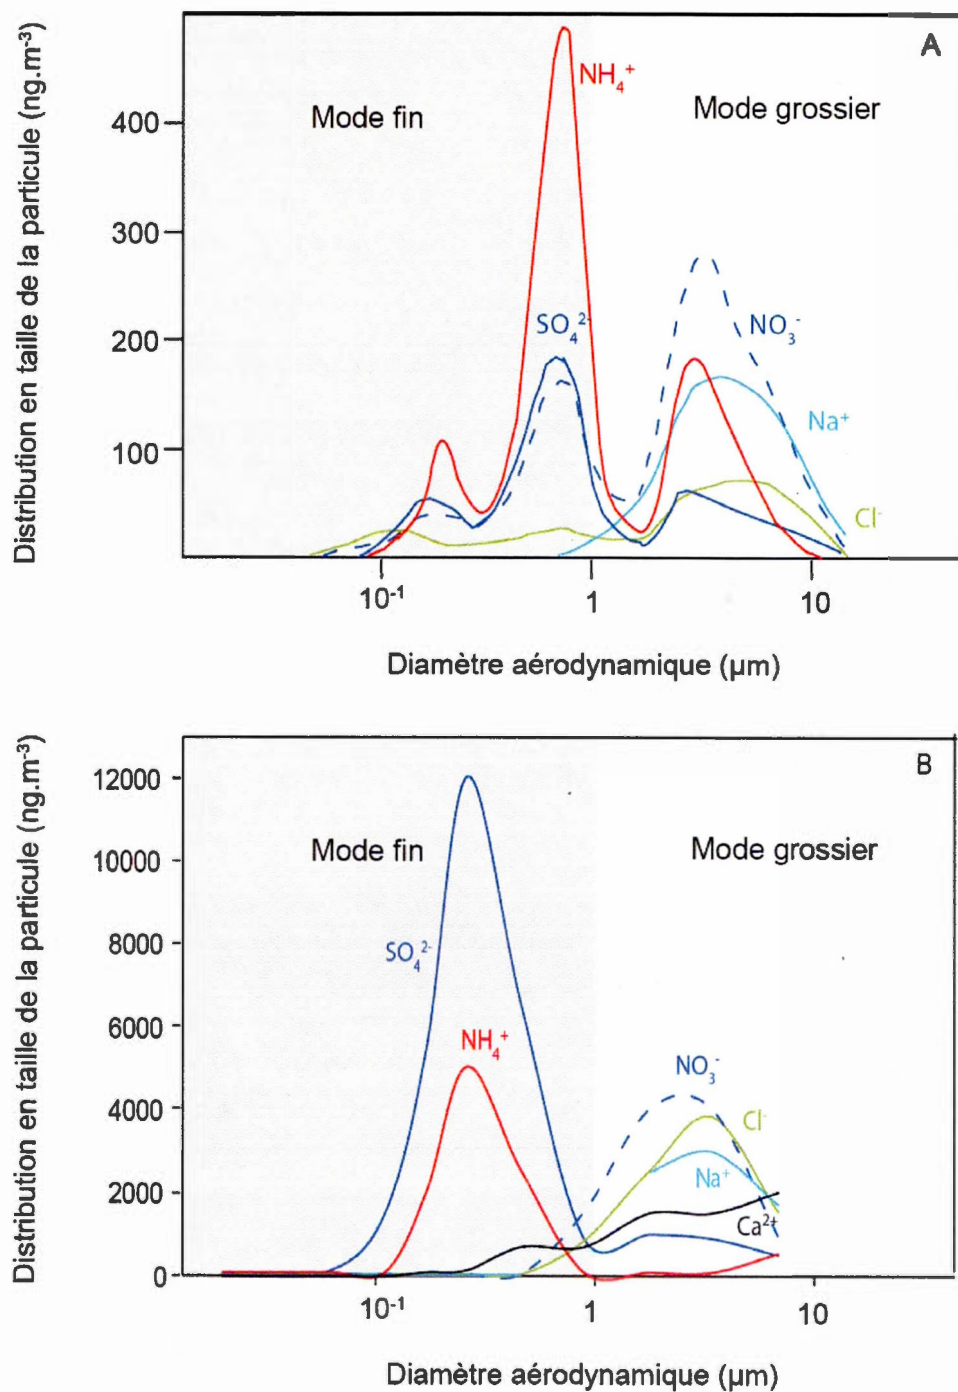 A
Distribution en taille de la particule (ng.m⁻³)
Mode fin
Mode grossier
NH₄⁺
SO₄²⁻
NO₃⁻
Na⁺
Cl⁻
400
300
200
100
10⁻¹
1
10
Diamètre aérodynamique (µm)
B
Distribution en taille de la particule (ng.m⁻³)
Mode fin
Mode grossier
SO₄²⁻
NH₄⁺
NO₃⁻
Cl⁻
Na⁺
Ca²⁺
12000
10000
8000
6000
4000
2000
0
10⁻¹
1
10
Diamètre aérodynamique (µm)